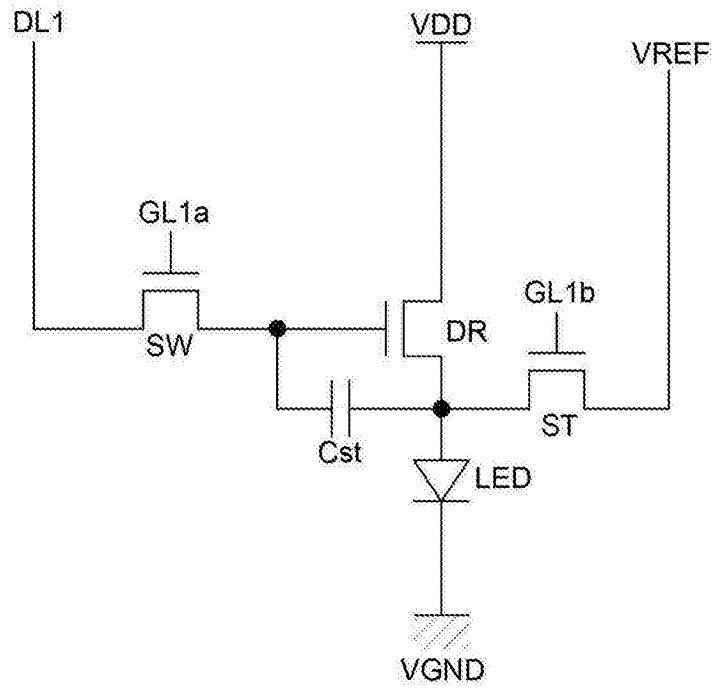 DL1
VDD
VREF
GL1a
GL1b
SW
DR
ST
Cst
LED
VGND